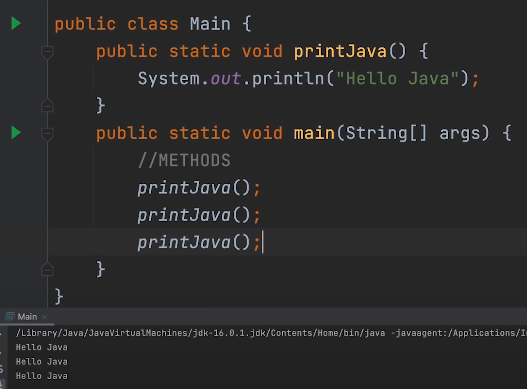 public class Main {
public static void printJava() {
System.out.println("Hello Java");
}
public static void main(String[] args) {
//METHODS
printJava();
printJava();
printJava();
}
}
Main ×
/Library/Java/JavaVirtualMachines/jdk-16.0.1.jdk/Contents/Home/bin/java -javaagent:/Applications/
Hello Java
Hello Java
Hello Java